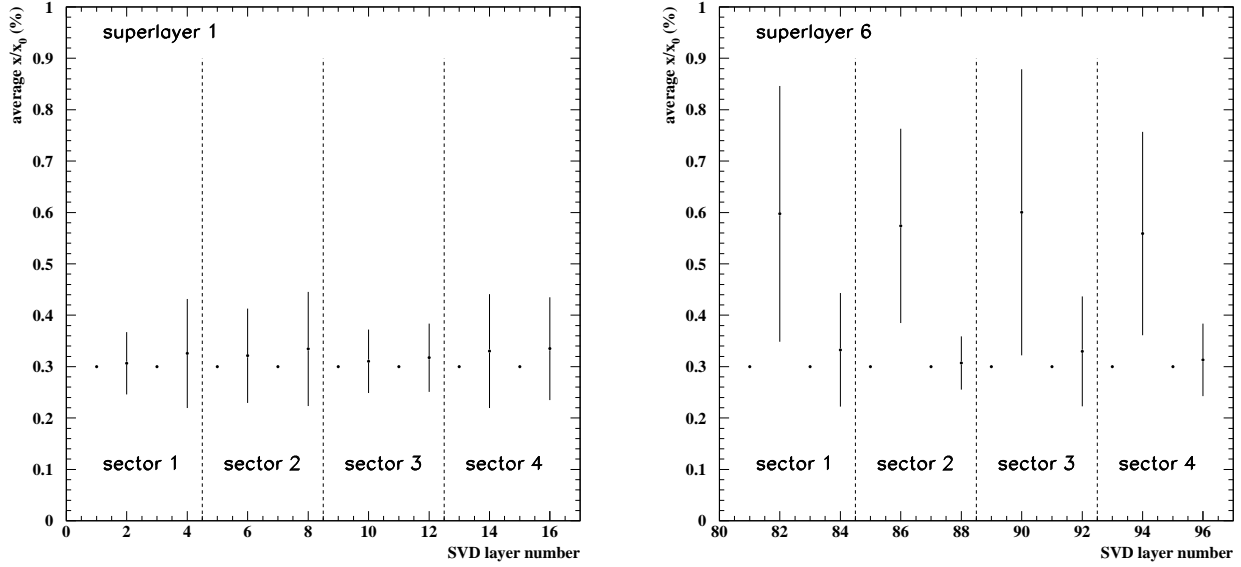 average x/x0 (%)
superlayer 1
1
0.9
0.8
0.7
0.6
0.5
0.4
0.3
0.2
0.1
0
sector 1 sector 2 sector 3 sector 4
0 2 4 6 8 10 12 14 16
SVD layer number
average x/x0 (%)
superlayer 6
1
0.9
0.8
0.7
0.6
0.5
0.4
0.3
0.2
0.1
0
sector 1 sector 2 sector 3 sector 4
80 82 84 86 88 90 92 94 96
SVD layer number